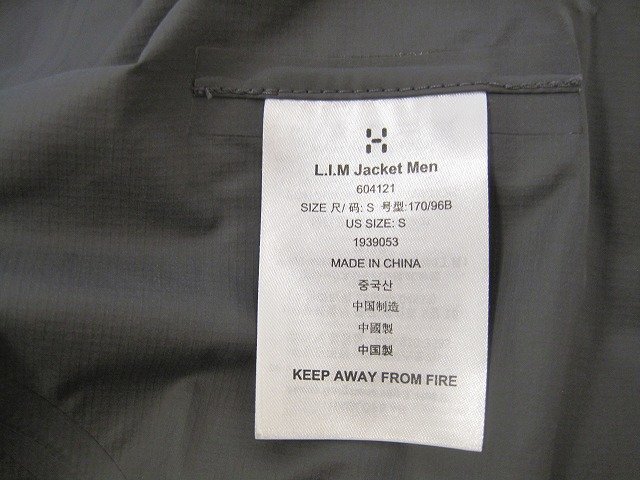 L.I.M Jacket Men
604121
SIZE 尺/ 码: S 号型:170/96B
US SIZE: S
1939053
MADE IN CHINA
중국산
中国制造
中國製
中国製
KEEP AWAY FROM FIRE